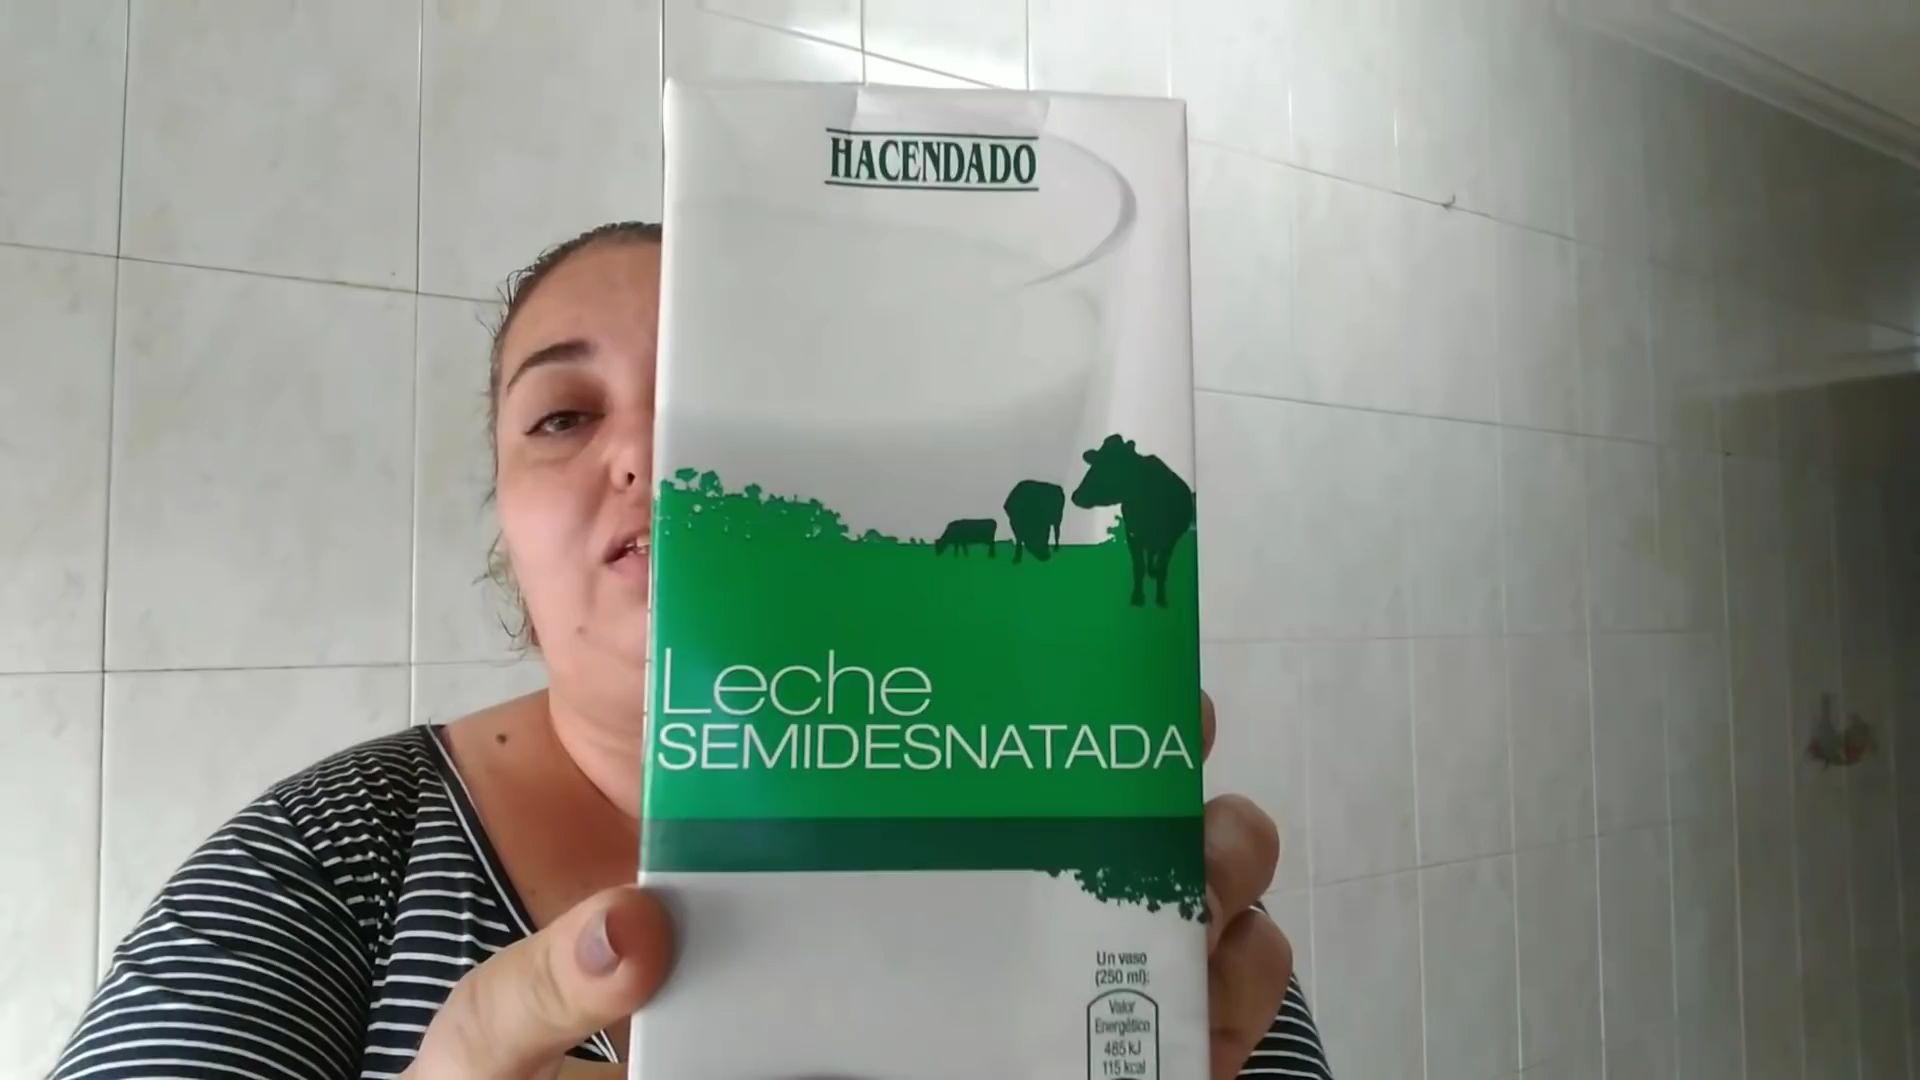 HACENDADO
Leche
SEMIDESNATADA
Un vaso
(250 ml):
Valor
Energético
485 kJ
115 kcal